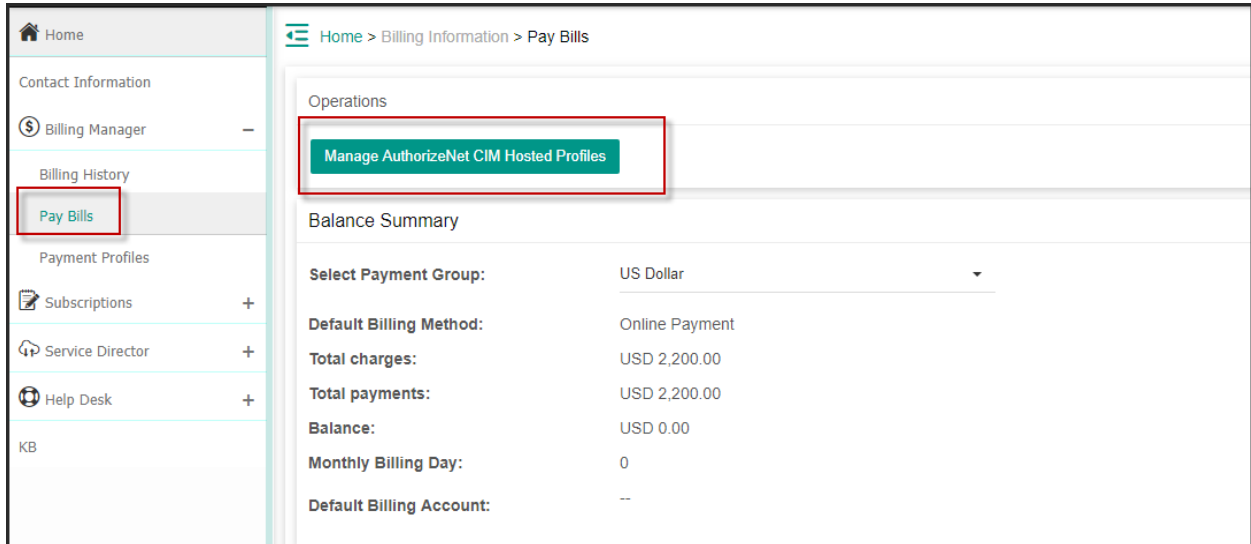 Home
Contact Information
Billing Manager −
Billing History
Pay Bills
Payment Profiles
Subscriptions +
Service Director +
Help Desk +
KB
Home > Billing Information > Pay Bills
Operations
Manage AuthorizeNet CIM Hosted Profiles
Balance Summary
Select Payment Group: US Dollar
Default Billing Method: Online Payment
Total charges: USD 2,200.00
Total payments: USD 2,200.00
Balance: USD 0.00
Monthly Billing Day: 0
Default Billing Account: --